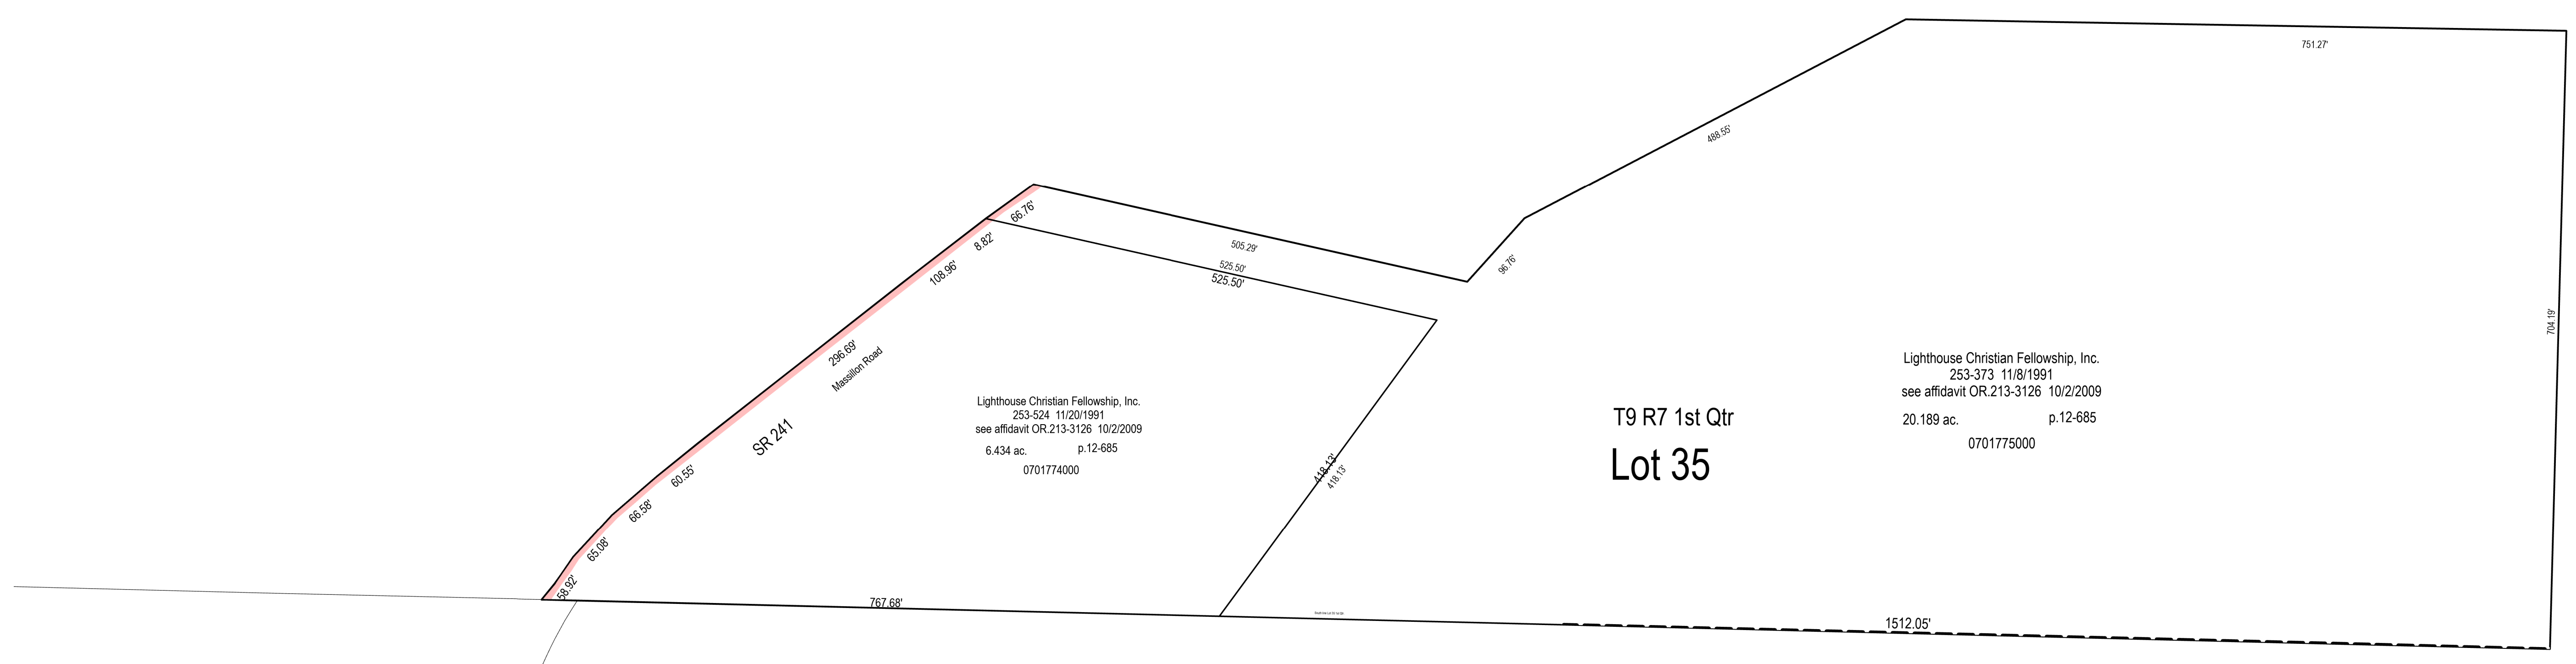 751.27'
488.55'
66.76'
8.82'
505.29'
525.50'
525.50'
96.76'
108.96'
296.69'
Massillon Road
704.19'
Lighthouse Christian Fellowship, Inc.
253-373 11/8/1991
see affidavit OR.213-3126 10/2/2009
20.189 ac. p.12-685
0701775000
Lighthouse Christian Fellowship, Inc.
253-524 11/20/1991
see affidavit OR.213-3126 10/2/2009
6.434 ac. p.12-685
0701774000
T9 R7 1st Qtr
Lot 35
SR 241
418.13'
418.13'
60.55'
66.58'
65.08'
58.92'
767.68'
1512.05'